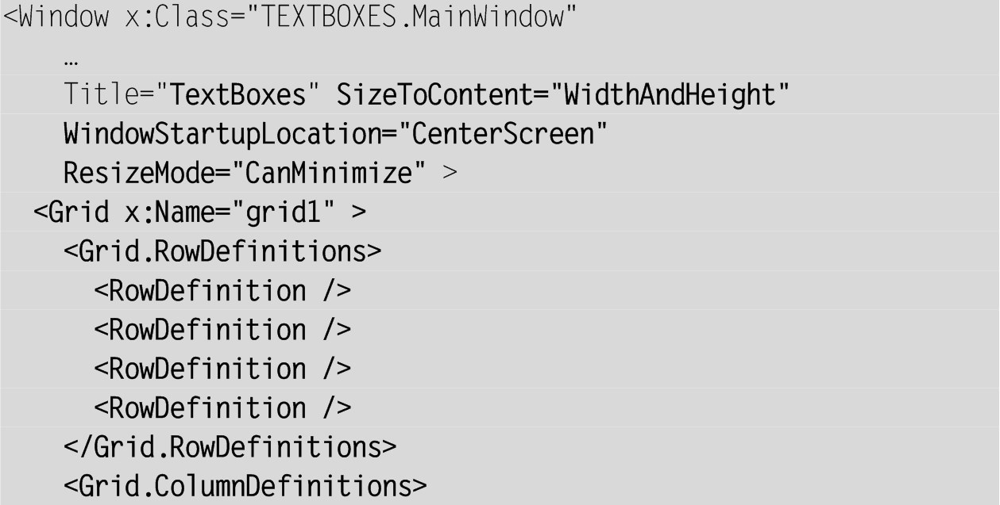 <Window x:Class="TEXTBOXES.MainWindow"
…
Title="TextBoxes" SizeToContent="WidthAndHeight"
WindowStartupLocation="CenterScreen"
ResizeMode="CanMinimize" >
<Grid x:Name="grid1" >
<Grid.RowDefinitions>
<RowDefinition />
<RowDefinition />
<RowDefinition />
<RowDefinition />
</Grid.RowDefinitions>
<Grid.ColumnDefinitions>